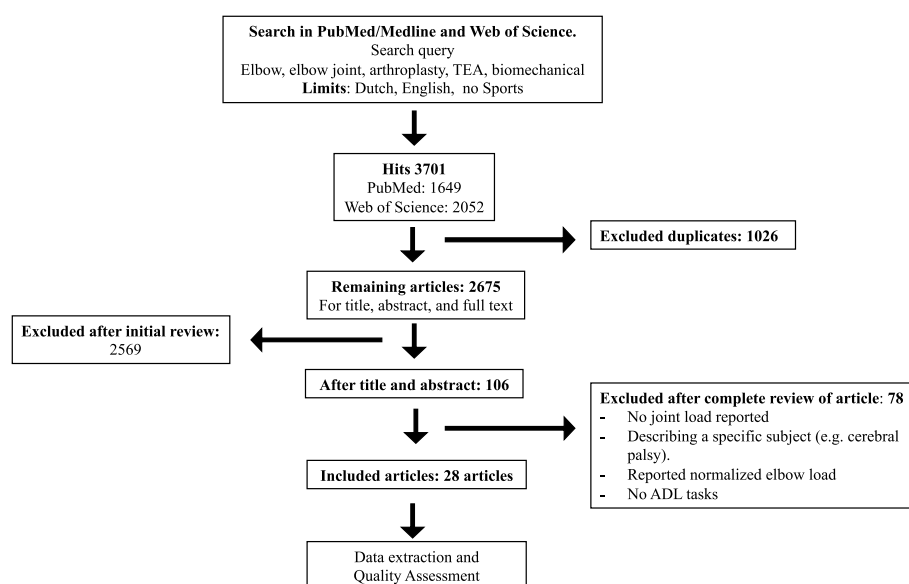 Search in PubMed/Medline and Web of Science.
Search query
Elbow, elbow joint, arthroplasty, TEA, biomechanical
Limits: Dutch, English, no Sports
Hits 3701
PubMed: 1649
Web of Science: 2052
Excluded duplicates: 1026
Remaining articles: 2675
For title, abstract, and full text
Excluded after initial review:
2569
After title and abstract: 106
Excluded after complete review of article: 78
- No joint load reported
- Describing a specific subject (e.g. cerebral
palsy).
- Reported normalized elbow load
- No ADL tasks
Included articles: 28 articles
Data extraction and
Quality Assessment